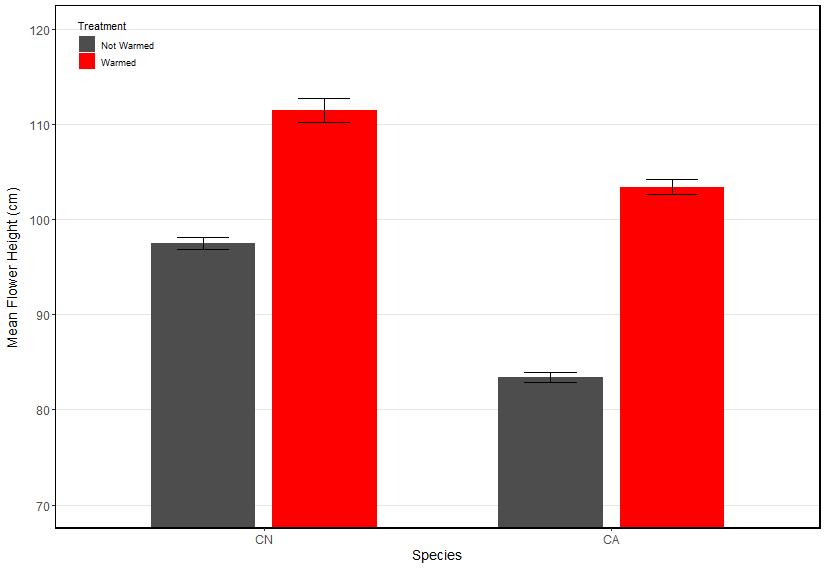 Treatment
Not Warmed
Warmed
Mean Flower Height (cm)
120
110
100
90
80
70
CN
CA
Species